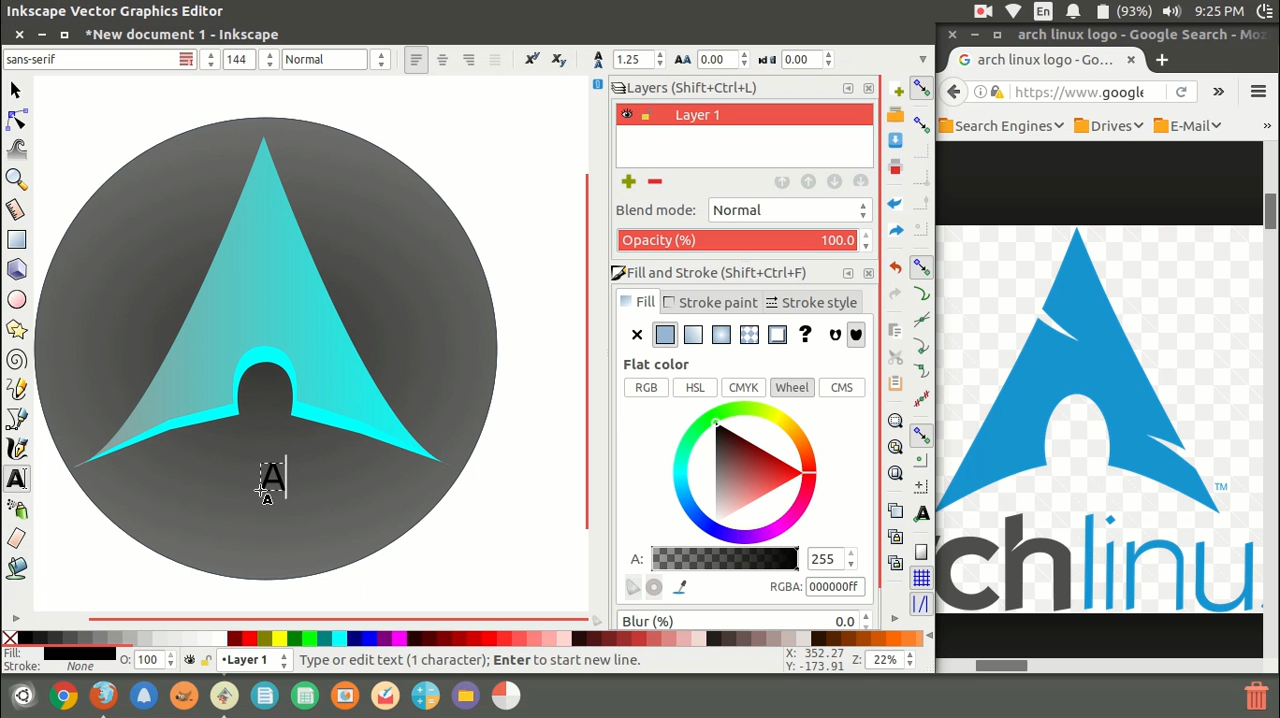 Inkscape Vector Graphics Editor
En
(93%)
9:25 PM
*New document 1 - Inkscape
arch linux logo - Google Search - Moz
sans-serif
144
Normal
1.25
0.00
0.00
arch linux logo - Go...
https://www.google
Search Engines
Drives
E-Mail
Layers (Shift+Ctrl+L)
Layer 1
Blend mode:
Normal
Opacity (%)
100.0
Fill and Stroke (Shift+Ctrl+F)
Fill
Stroke paint
Stroke style
?
Flat color
RGB
HSL
CMYK
Wheel
CMS
A:
255
RGBA:
000000ff
Blur (%)
0.0
A
TM
chlinu
Fill:
Stroke:
None
O:
100
•Layer 1
Type or edit text (1 character); Enter to start new line.
X: 352.27
Y: -173.91
Z:
22%